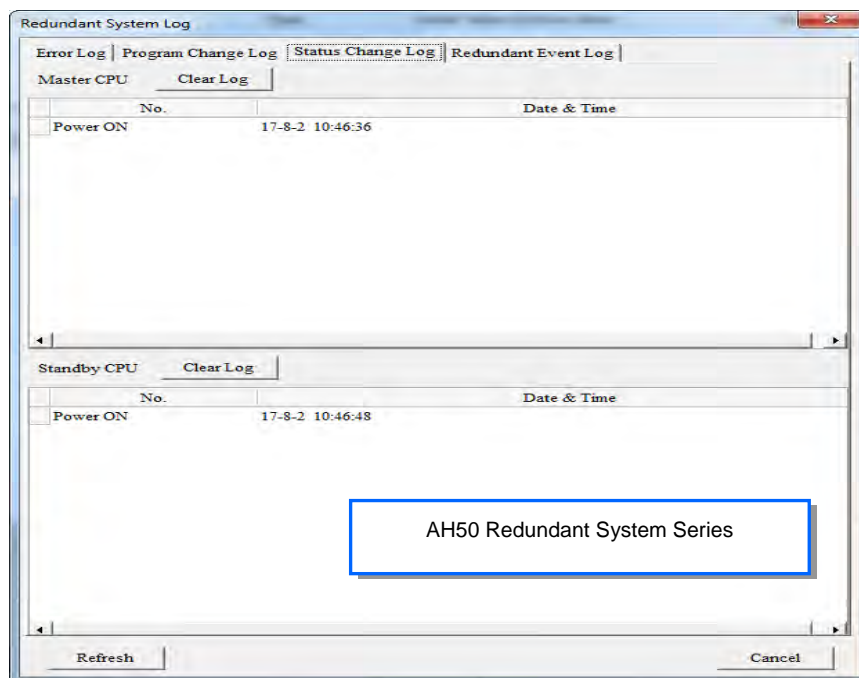 Redundant System Log
Error Log Program Change Log Status Change Log Redundant Event Log
Master CPU Clear Log
No. Date & Time
Power ON 17-8-2 10:46:36
Standby CPU Clear Log
No. Date & Time
Power ON 17-8-2 10:46:48
AH50 Redundant System Series
Refresh Cancel